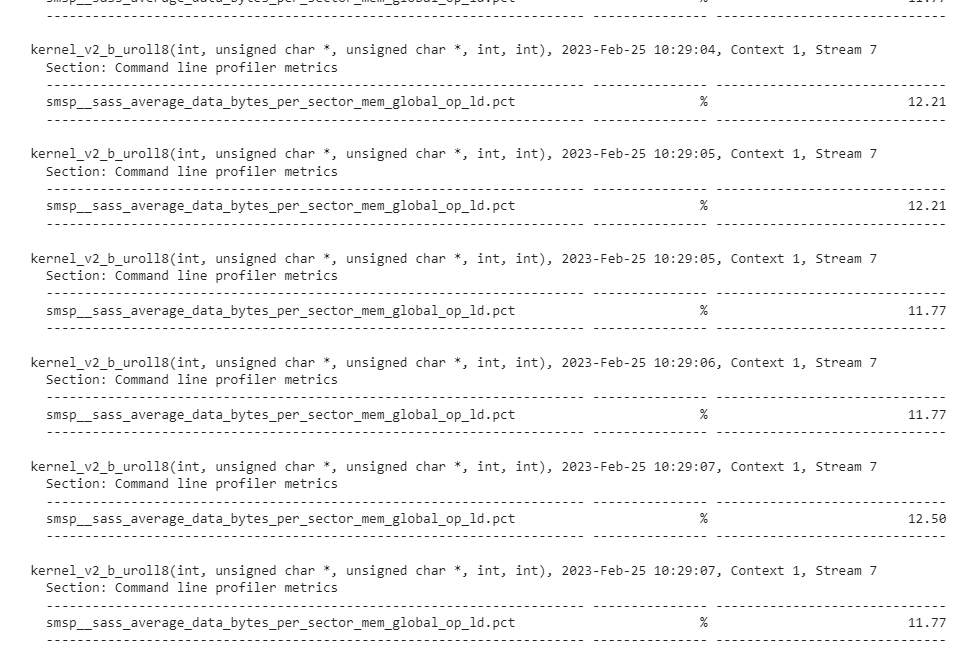 smsp__sass_average_data_bytes_per_sector_mem_global_op_ld.pct % 11.77
--------------------------------------------------------------------- --------------- ------------------------------
kernel_v2_b_uroll8(int, unsigned char *, unsigned char *, int, int), 2023-Feb-25 10:29:04, Context 1, Stream 7
Section: Command line profiler metrics
---------------------------------------------------------------------- --------------- ------------------------------
smsp__sass_average_data_bytes_per_sector_mem_global_op_ld.pct % 12.21
---------------------------------------------------------------------- --------------- ------------------------------
kernel_v2_b_uroll8(int, unsigned char *, unsigned char *, int, int), 2023-Feb-25 10:29:05, Context 1, Stream 7
Section: Command line profiler metrics
---------------------------------------------------------------------- --------------- ------------------------------
smsp__sass_average_data_bytes_per_sector_mem_global_op_ld.pct % 12.21
---------------------------------------------------------------------- --------------- ------------------------------
kernel_v2_b_uroll8(int, unsigned char *, unsigned char *, int, int), 2023-Feb-25 10:29:05, Context 1, Stream 7
Section: Command line profiler metrics
---------------------------------------------------------------------- --------------- ------------------------------
smsp__sass_average_data_bytes_per_sector_mem_global_op_ld.pct % 11.77
---------------------------------------------------------------------- --------------- ------------------------------
kernel_v2_b_uroll8(int, unsigned char *, unsigned char *, int, int), 2023-Feb-25 10:29:06, Context 1, Stream 7
Section: Command line profiler metrics
---------------------------------------------------------------------- --------------- ------------------------------
smsp__sass_average_data_bytes_per_sector_mem_global_op_ld.pct % 11.77
---------------------------------------------------------------------- --------------- ------------------------------
kernel_v2_b_uroll8(int, unsigned char *, unsigned char *, int, int), 2023-Feb-25 10:29:07, Context 1, Stream 7
Section: Command line profiler metrics
---------------------------------------------------------------------- --------------- ------------------------------
smsp__sass_average_data_bytes_per_sector_mem_global_op_ld.pct % 12.50
---------------------------------------------------------------------- --------------- ------------------------------
kernel_v2_b_uroll8(int, unsigned char *, unsigned char *, int, int), 2023-Feb-25 10:29:07, Context 1, Stream 7
Section: Command line profiler metrics
---------------------------------------------------------------------- --------------- ------------------------------
smsp__sass_average_data_bytes_per_sector_mem_global_op_ld.pct % 11.77
---------------------------------------------------------------------- --------------- ------------------------------